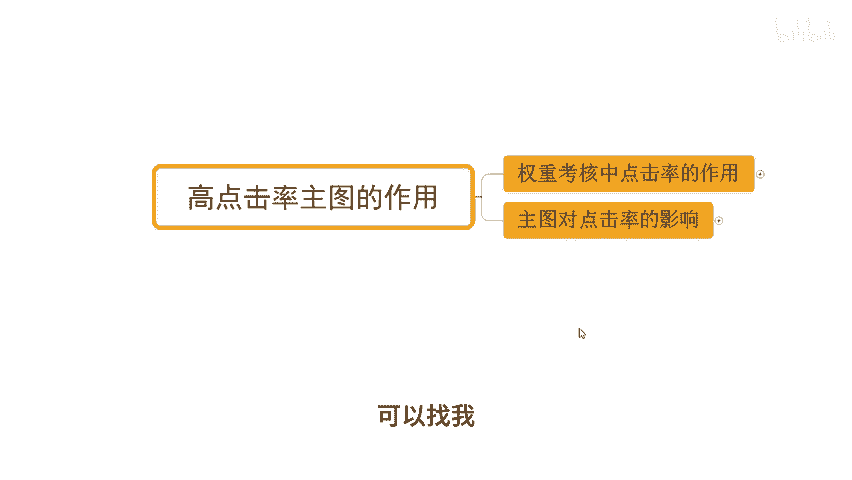 高点击率主图的作用
权重考核中点击率的作用
主图对点击率的影响
可以找我